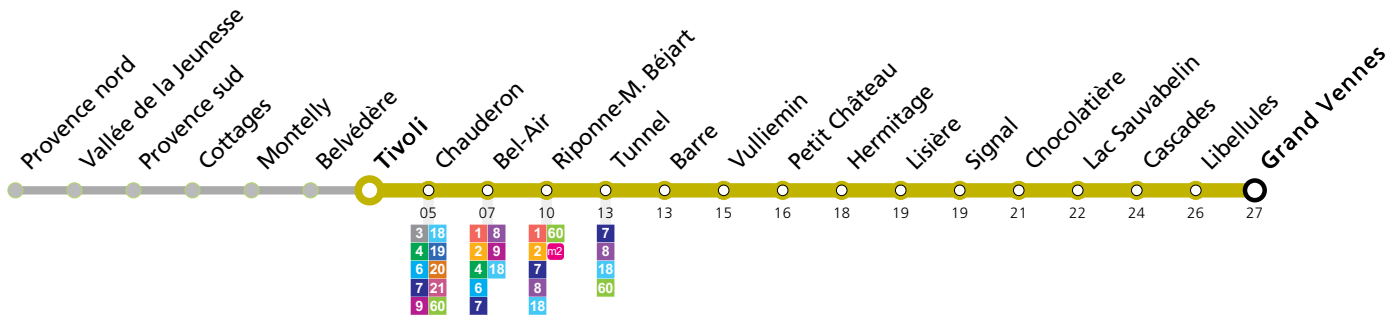 Provence nord
Vallée de la Jeunesse
Provence sud
Cottages
Montelly
Belvédère
Tivoli
Chauderon
Bel-Air
Riponne-M. Béjart
Tunnel
Barre
Vulliemin
Petit Château
Hermitage
Lisière
Signal
Chocolatière
Lac Sauvabelin
Cascades
Libellules
Grand Vennes
05 07 10 13 13 15 16 18 19 19 21 22 24 26 27
3 18 1 8 1 60 7
4 19 2 9 2 m2 8
6 20 4 18 7 18
7 21 6 8 60
9 60 7 18